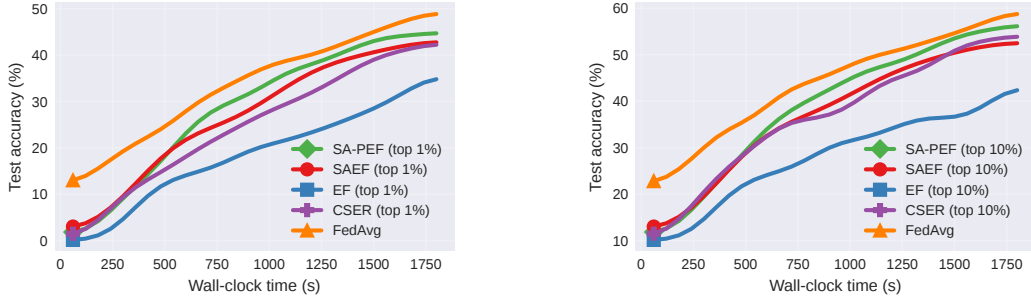 50
40
30
20
10
0
Test accuracy (%)
SA-PEF (top 1%)
SAEF (top 1%)
EF (top 1%)
CSER (top 1%)
FedAvg
0 250 500 750 1000 1250 1500 1750
Wall-clock time (s)
60
50
40
30
20
10
Test accuracy (%)
SA-PEF (top 10%)
SAEF (top 10%)
EF (top 10%)
CSER (top 10%)
FedAvg
0 250 500 750 1000 1250 1500 1750
Wall-clock time (s)